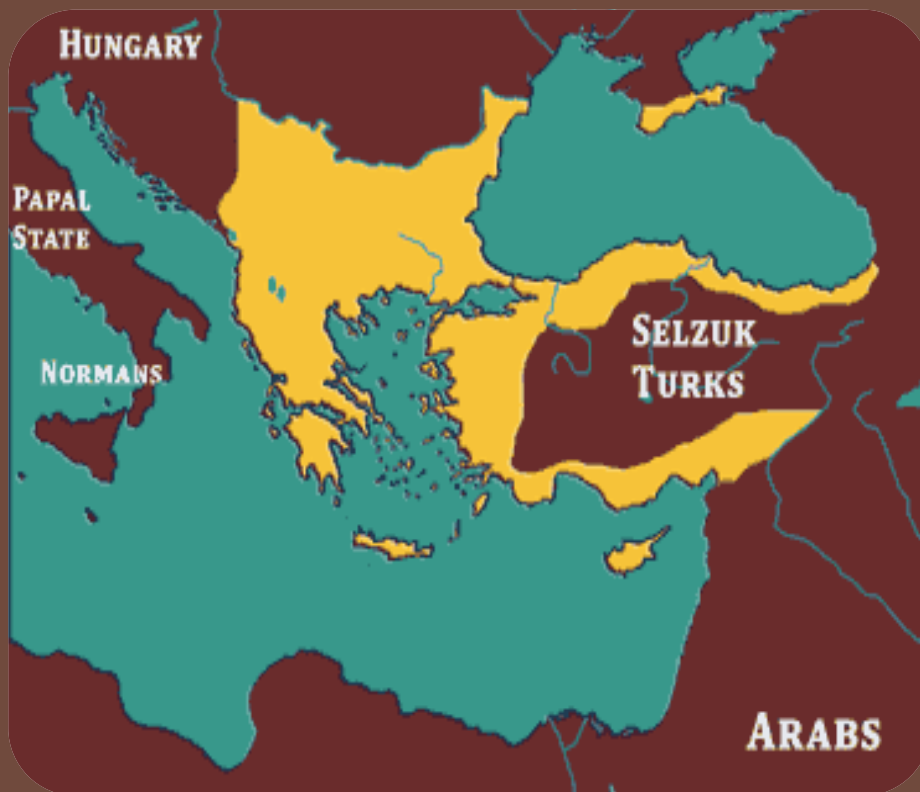 HUNGARY
PAPAL
STATE
SELZUK
TURKS
NORMANS
ARABS